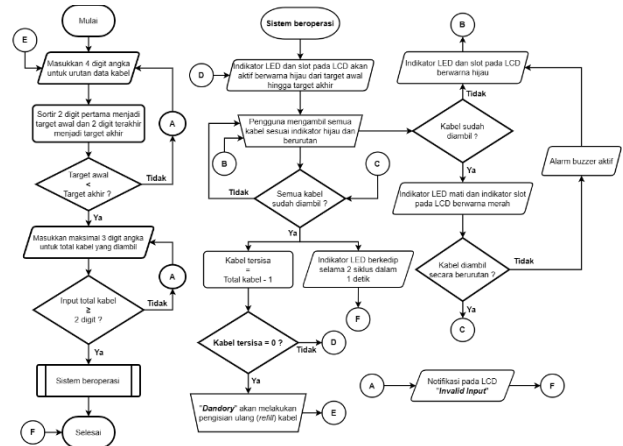 Mulai
E
Masukkan 4 digit angka
untuk urutan data kabel
Sortir 2 digit pertama menjadi
target awal dan 2 digit terakhir
menjadi target akhir
A
Target awal
<
Target akhir ?
Tidak
Ya
Masukkan maksimal 3 digit angka
untuk total kabel yang diambil
A
Input total kabel
≥
2 digit ?
Tidak
Ya
Sistem beroperasi
F
Selesai
Sistem beroperasi
D
Indikator LED dan slot pada LCD akan
aktif berwarna hijau dari target awal
hingga target akhir
Pengguna mengambil semua
kabel sesuai indikator hijau dan
berurutan
B
C
Tidak
Semua kabel
sudah diambil ?
Ya
Kabel tersisa
=
Total kabel - 1
Indikator LED berkedip
selama 2 siklus dalam
1 detik
F
Kabel tersisa = 0 ?
Tidak
D
Ya
"Dandory" akan melakukan
pengisian ulang (refill) kabel
E
B
Indikator LED dan slot pada LCD
berwarna hijau
Tidak
Kabel sudah
diambil ?
Alarm buzzer aktif
Ya
Indikator LED mati dan indikator slot
pada LCD berwarna merah
Kabel diambil
secara berurutan ?
Tidak
Ya
C
A
Notifikasi pada LCD
"Invalid Input"
F